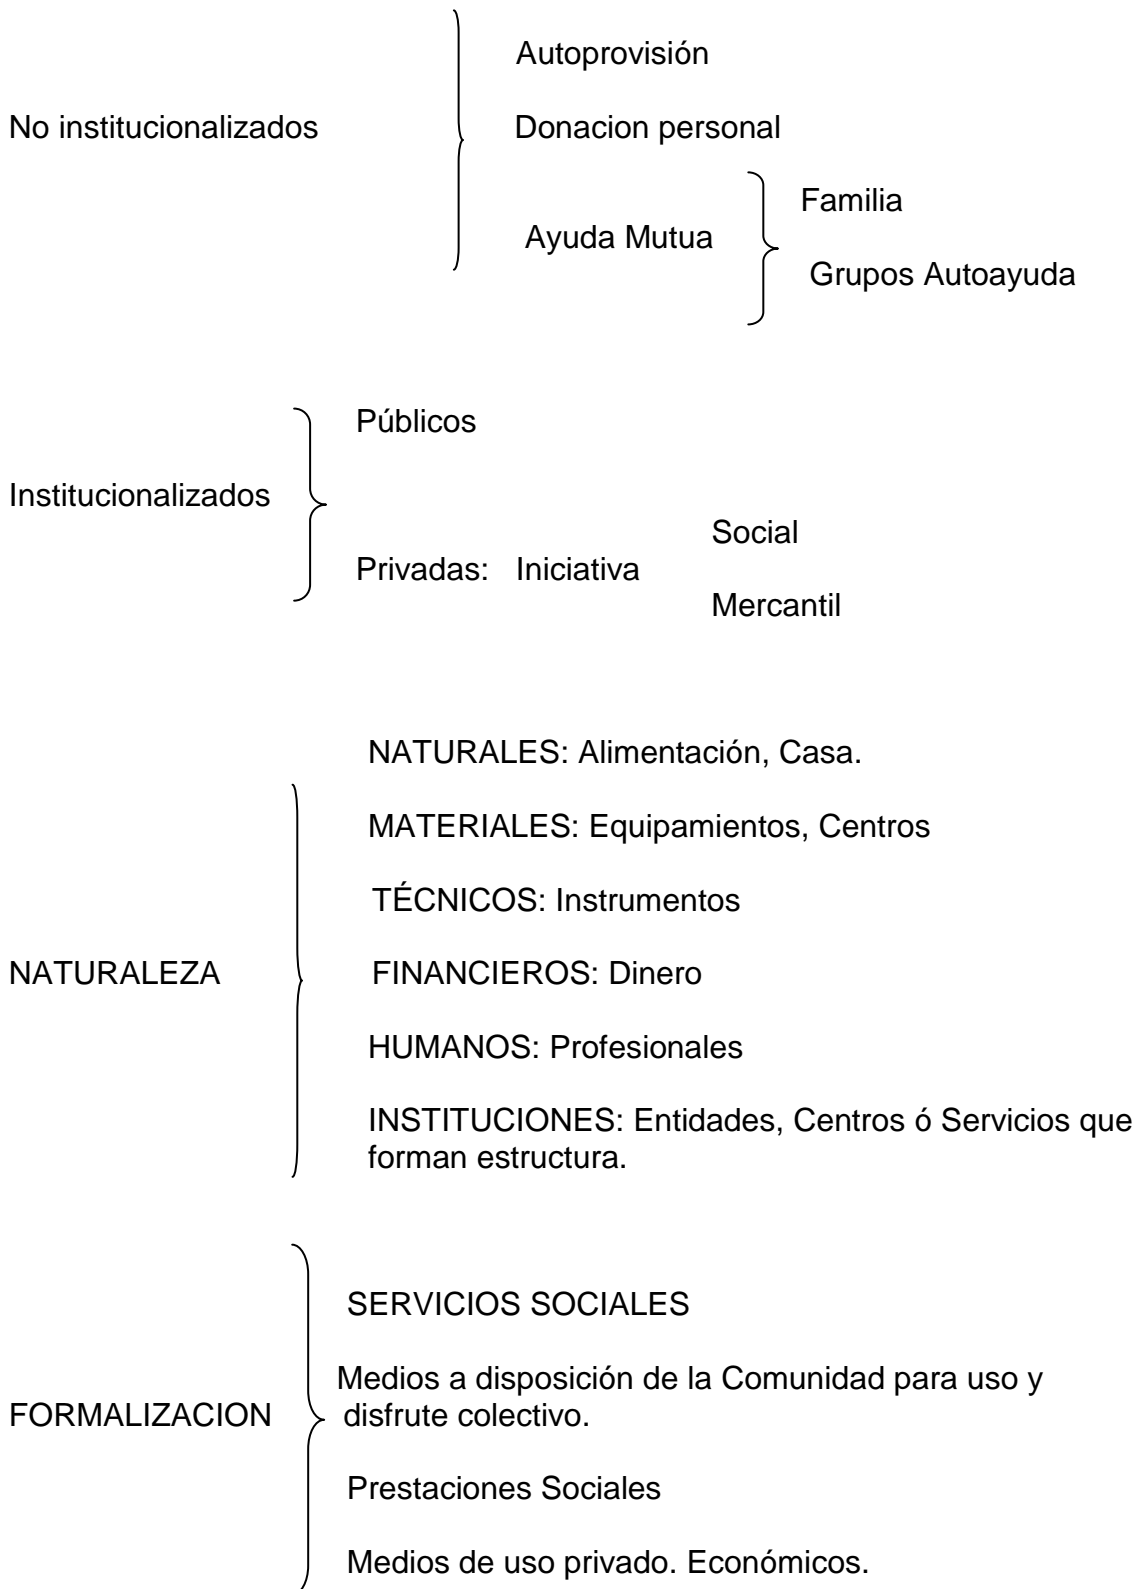 Autoprovisión
No institucionalizados
Donacion personal
Familia
Ayuda Mutua
Grupos Autoayuda
Públicos
Institucionalizados
Social
Privadas: Iniciativa
Mercantil
NATURALES: Alimentación, Casa.
MATERIALES: Equipamientos, Centros
TÉCNICOS: Instrumentos
NATURALEZA
FINANCIEROS: Dinero
HUMANOS: Profesionales
INSTITUCIONES: Entidades, Centros ó Servicios que
forman estructura.
SERVICIOS SOCIALES
Medios a disposición de la Comunidad para uso y
FORMALIZACION
disfrute colectivo.
Prestaciones Sociales
Medios de uso privado. Económicos.